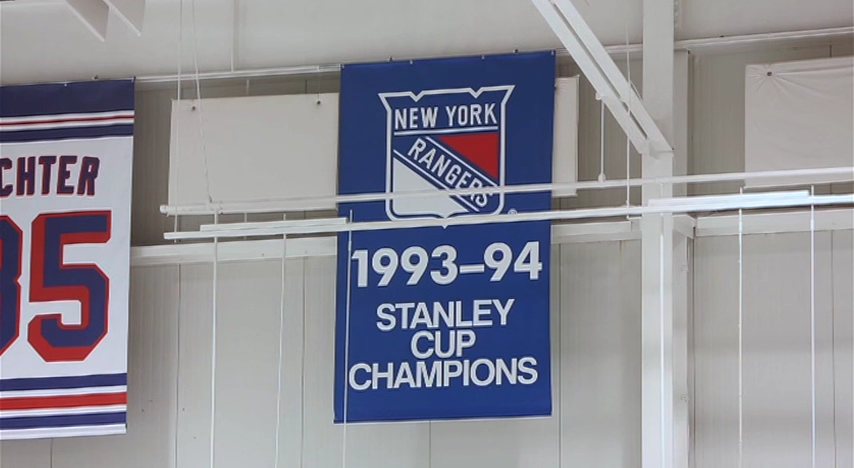 CHTER
35
NEW YORK
RANGERS
1993–94
STANLEY
CUP
CHAMPIONS